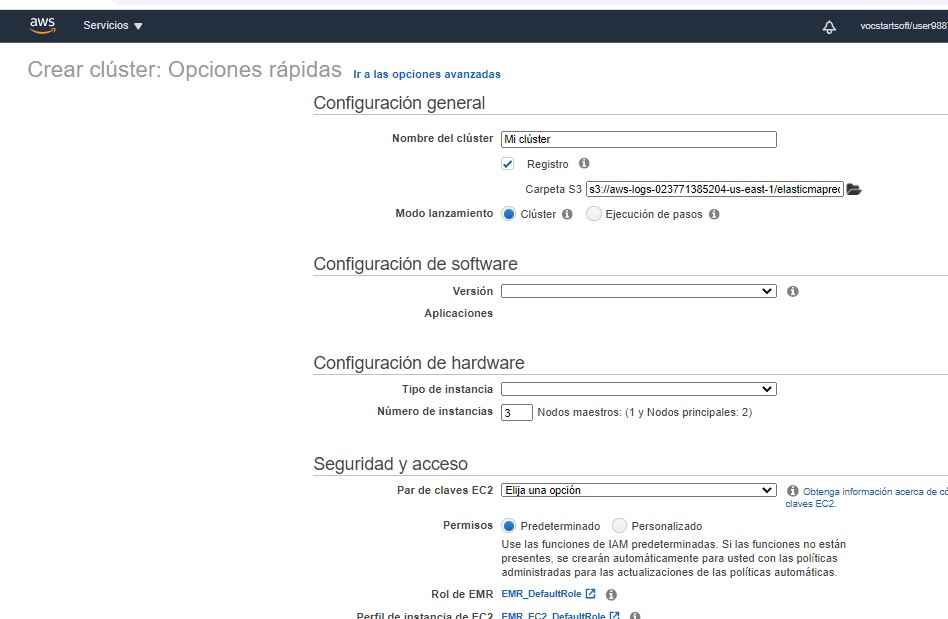 aws Servicios vocstartsoft/user988
Crear clúster: Opciones rápidas Ir a las opciones avanzadas
Configuración general
Nombre del clúster Mi clúster
Registro
Carpeta S3 s3://aws-logs-023771385204-us-east-1/elasticmaprec
Modo lanzamiento Clúster Ejecución de pasos
Configuración de software
Versión
Aplicaciones
Configuración de hardware
Tipo de instancia
Número de instancias 3 Nodos maestros: (1 y Nodos principales: 2)
Seguridad y acceso
Par de claves EC2 Elija una opción Obtenga información acerca de có
claves EC2.
Permisos Predeterminado Personalizado
Use las funciones de IAM predeterminadas. Si las funciones no están
presentes, se crearán automáticamente para usted con las políticas
administradas para las actualizaciones de las políticas automáticas.
Rol de EMR EMR_DefaultRole
Perfil de instancia de EC2 EMR_EC2_DefaultRole